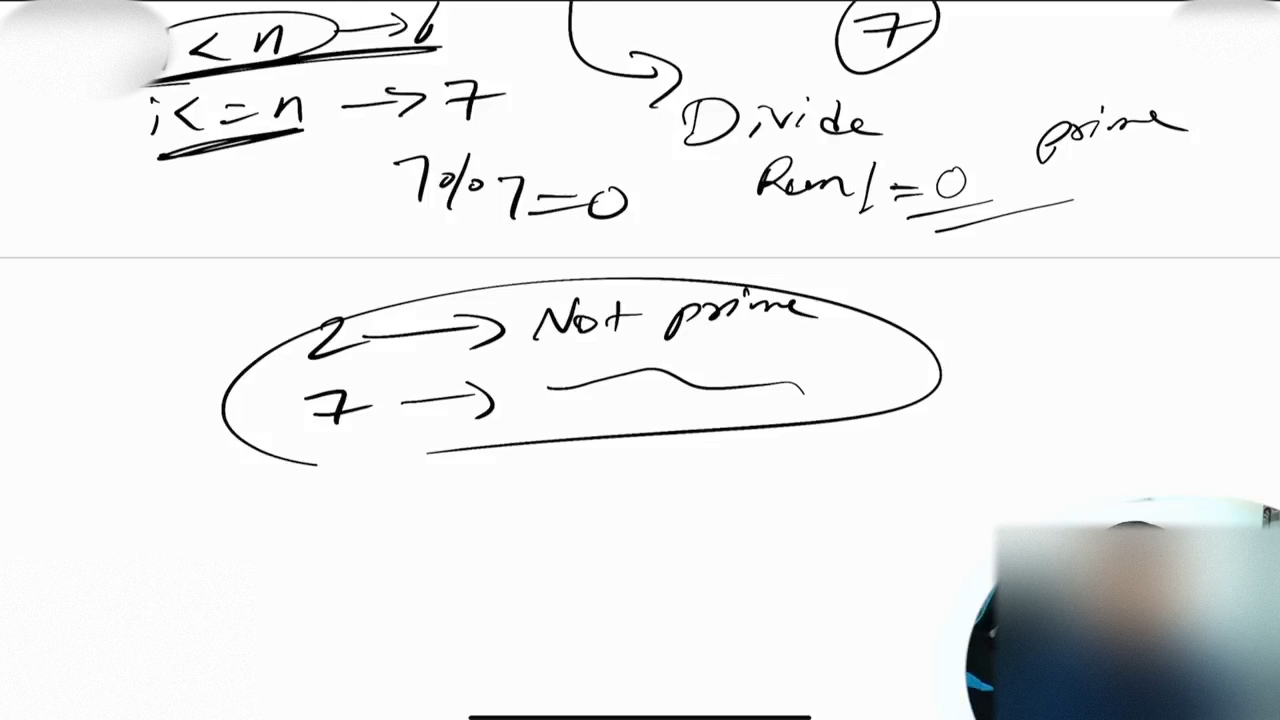 < n → 6
7
i <= n → 7
Divide
prime
7%7=0
Rem != 0
2 → Not prime
7 →